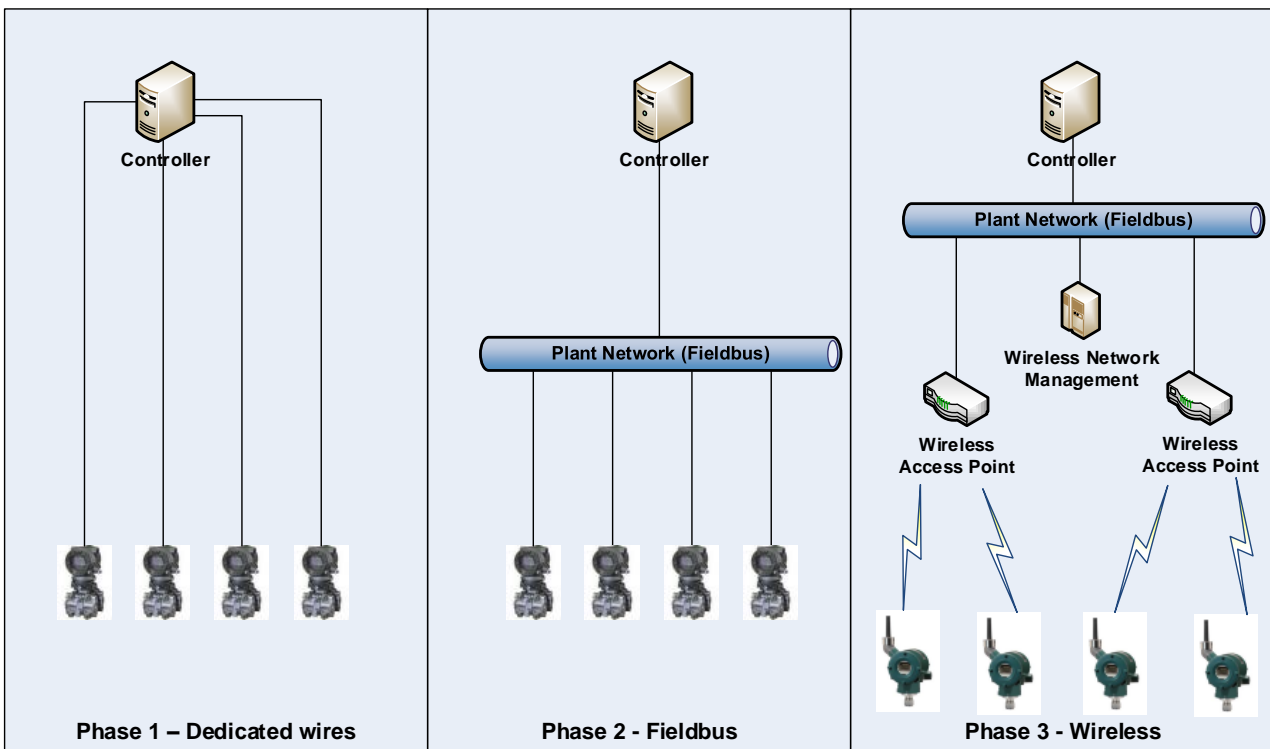 Controller
Phase 1 – Dedicated wires
Controller
Plant Network (Fieldbus)
Phase 2 - Fieldbus
Controller
Plant Network (Fieldbus)
Wireless Network
Management
Wireless
Access Point
Wireless
Access Point
Phase 3 - Wireless